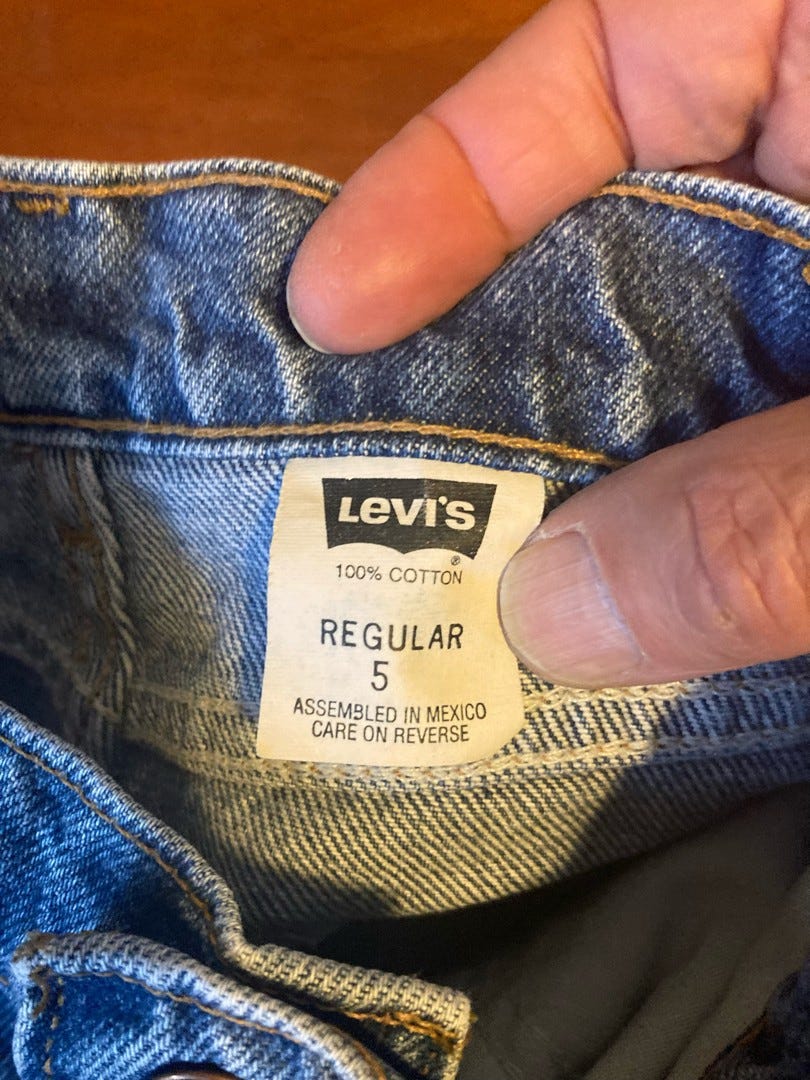 Levi's
®
100% COTTON
REGULAR
5
ASSEMBLED IN MEXICO
CARE ON REVERSE